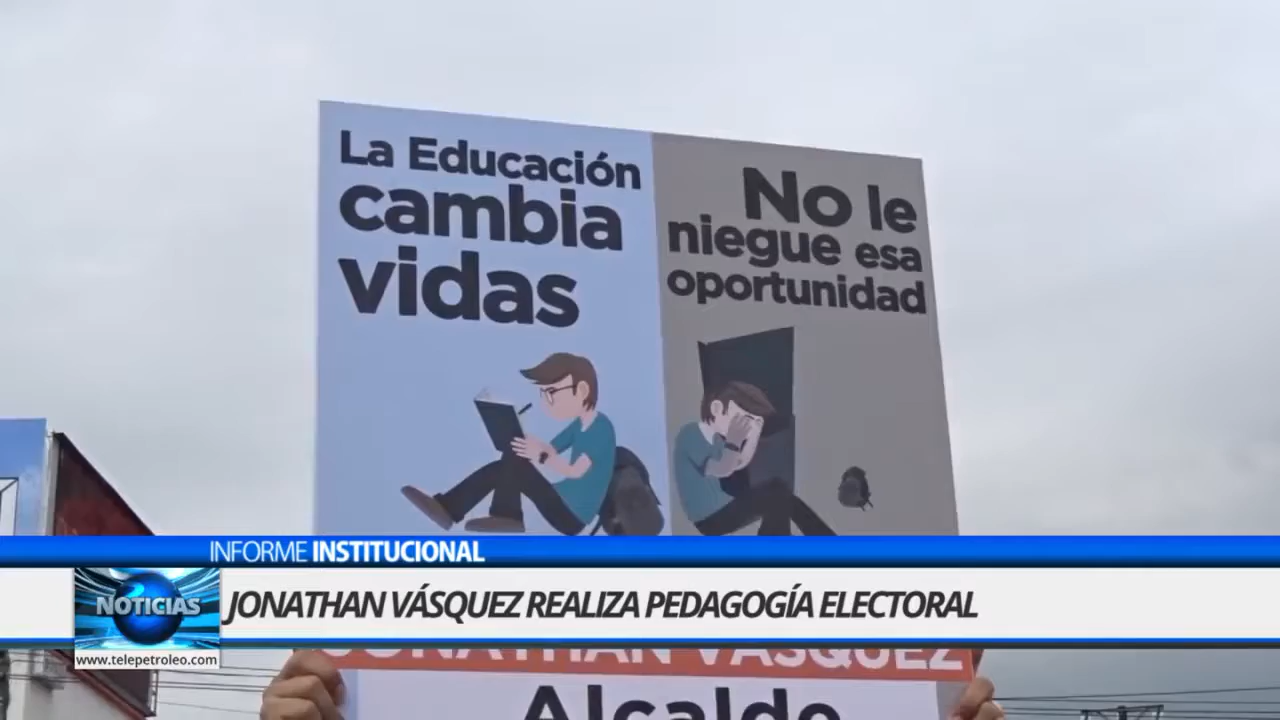 La Educación
cambia
vidas
No le
niegue esa
oportunidad
INFORME INSTITUCIONAL
NOTICIAS
JONATHAN VÁSQUEZ REALIZA PEDAGOGÍA ELECTORAL
www.telepetroleo.com
JONATHAN VÁSQUEZ
Alcalde